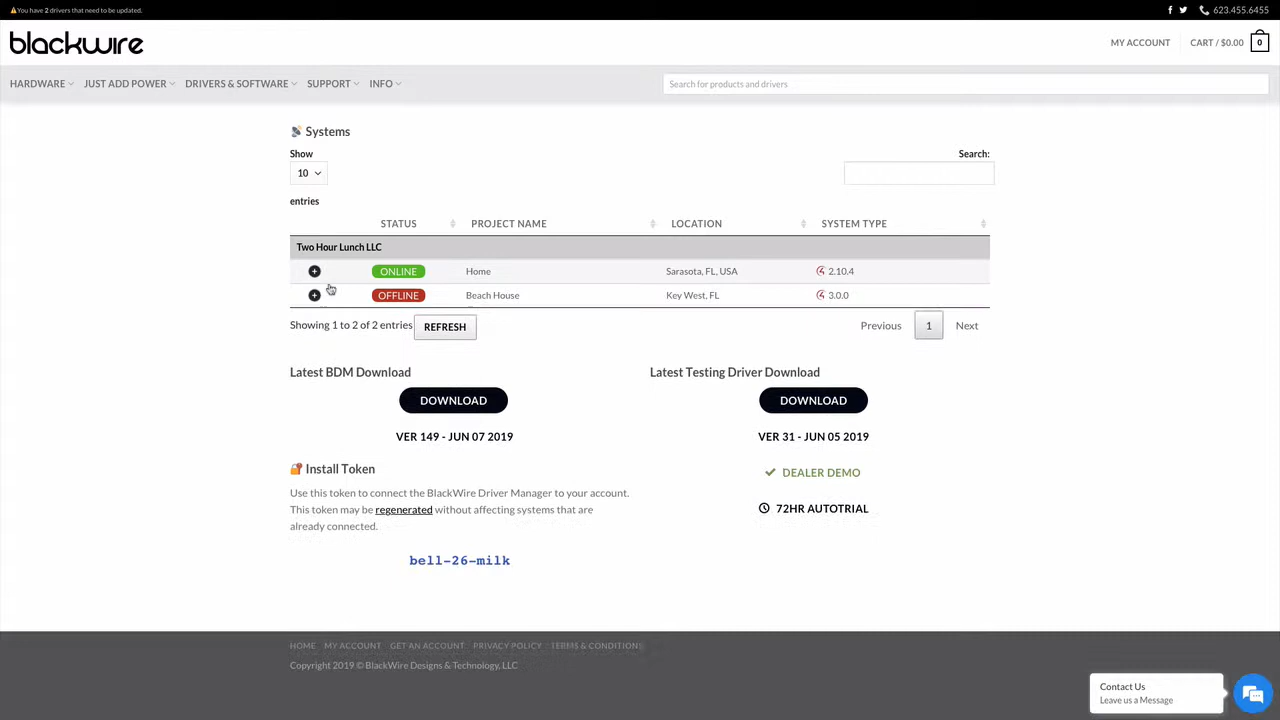 You have 2 drivers that need to be updated.
623.455.6455
blackwire
MY ACCOUNT
CART / $0.00
0
HARDWARE
JUST ADD POWER
DRIVERS & SOFTWARE
SUPPORT
INFO
Search for products and drivers
Systems
Show
Search:
10
entries
STATUS
PROJECT NAME
LOCATION
SYSTEM TYPE
Two Hour Lunch LLC
ONLINE
Home
Sarasota, FL, USA
2.10.4
OFFLINE
Beach House
Key West, FL
3.0.0
Showing 1 to 2 of 2 entries
REFRESH
Previous
1
Next
Latest BDM Download
Latest Testing Driver Download
DOWNLOAD
DOWNLOAD
VER 149 - JUN 07 2019
VER 31 - JUN 05 2019
Install Token
DEALER DEMO
Use this token to connect the BlackWire Driver Manager to your account.
This token may be regenerated without affecting systems that are
already connected.
72HR AUTOTRIAL
bell-26-milk
HOME
MY ACCOUNT
GET AN ACCOUNT
PRIVACY POLICY
TERMS & CONDITIONS
Copyright 2019 © BlackWire Designs & Technology, LLC
Contact Us
Leave us a Message